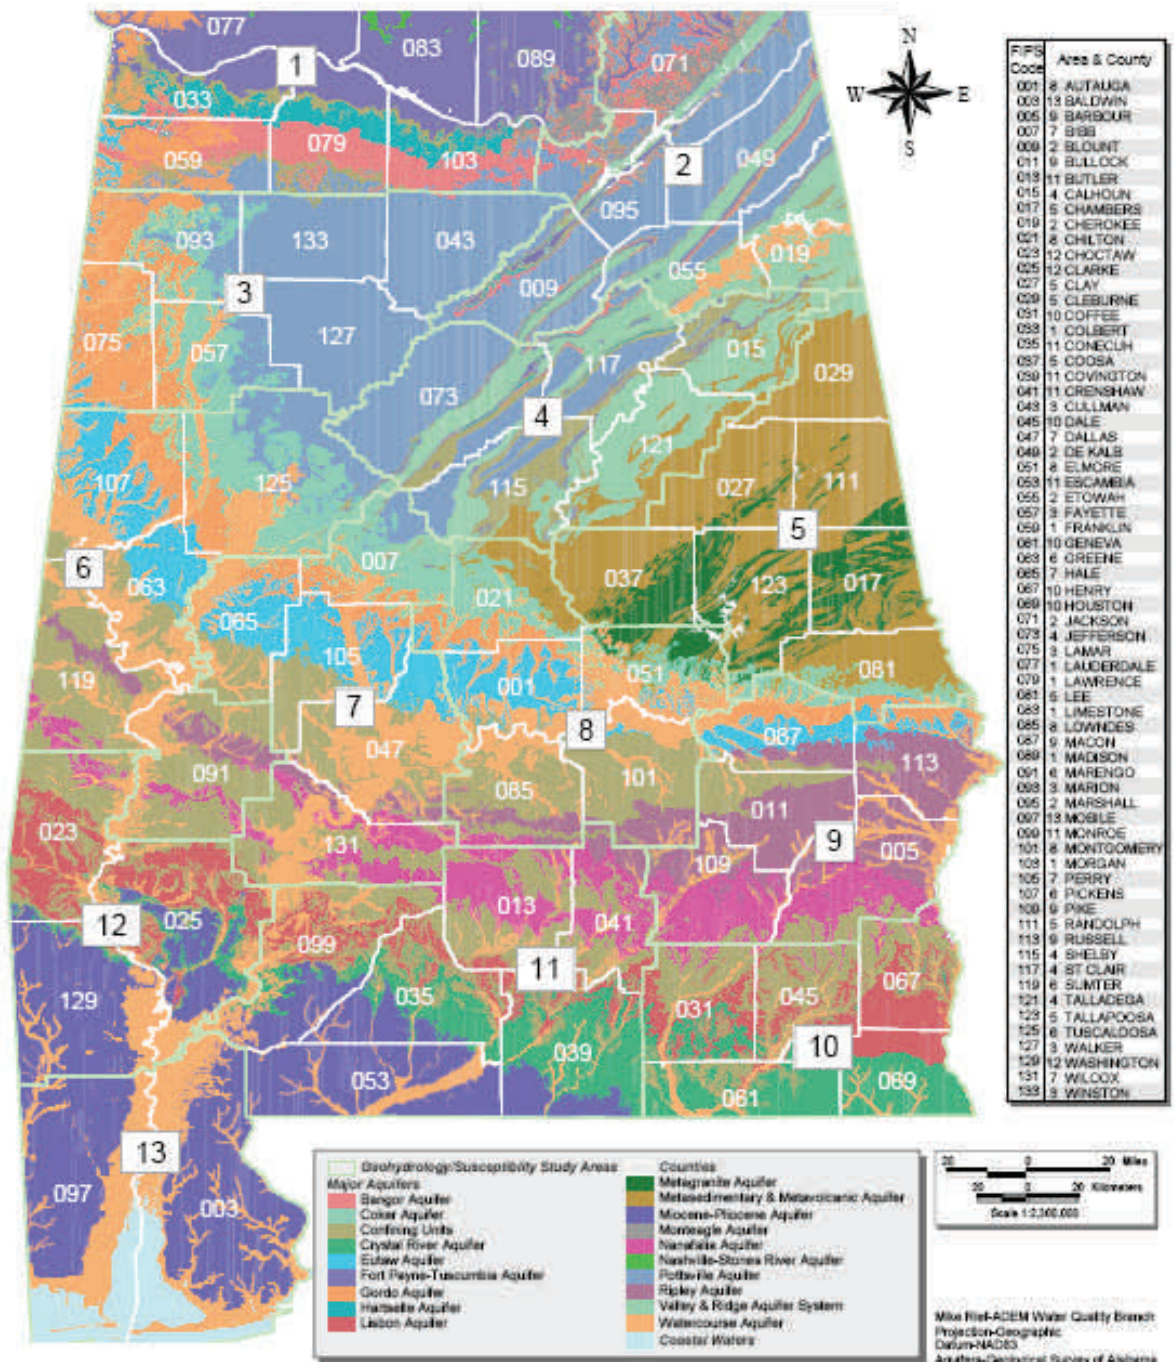 077
083
089
071
1
033
N
W E
S
079
059
103
2
049
095
093
133
043
019
055
3
009
127
075
057
015
117
029
073
4
121
027
111
107
125
115
5
007
6
063
037
123
017
021
065
105
051
081
119
001
7
8
087
047
113
091
101
085
011
023
9
131
109
005
025
013
041
12
099
11
129
035
031
045
067
10
039
053
061
069
13
097
003
FIPS Code Area & County
001 8 AUTAUGA
003 13 BALDWIN
005 9 BARBOUR
007 7 BIBB
009 2 BLOUNT
011 9 BULLOCK
013 11 BUTLER
015 4 CALHOUN
017 5 CHAMBERS
019 2 CHEROKEE
021 8 CHILTON
023 12 CHOCTAW
025 12 CLARKE
027 5 CLAY
029 5 CLEBURNE
031 10 COFFEE
033 1 COLBERT
035 11 CONECUH
037 5 COOSA
039 11 COVINGTON
041 11 CRENSHAW
043 3 CULLMAN
045 10 DALE
047 7 DALLAS
049 2 DE KALB
051 8 ELMORE
053 11 ESCAMBIA
055 2 ETOWAH
057 3 FAYETTE
059 1 FRANKLIN
061 10 GENEVA
063 6 GREENE
065 7 HALE
067 10 HENRY
069 10 HOUSTON
071 2 JACKSON
073 4 JEFFERSON
075 3 LAMAR
077 1 LAUDERDALE
079 1 LAWRENCE
081 5 LEE
083 1 LIMESTONE
085 8 LOWNDES
087 9 MACON
089 1 MADISON
091 6 MARENGO
093 3 MARION
095 2 MARSHALL
097 13 MOBILE
099 11 MONROE
101 8 MONTGOMERY
103 1 MORGAN
105 7 PERRY
107 6 PICKENS
109 9 PIKE
111 5 RANDOLPH
113 9 RUSSELL
115 4 SHELBY
117 4 ST CLAIR
119 6 SUMTER
121 4 TALLADEGA
123 5 TALLAPOOSA
125 6 TUSCALOOSA
127 3 WALKER
129 12 WASHINGTON
131 7 WILCOX
133 3 WINSTON
Geohydrology/Susceptibility Study Areas
Major Aquifers
Bangor Aquifer
Coker Aquifer
Confining Units
Crystal River Aquifer
Eutaw Aquifer
Fort Payne-Tuscumbia Aquifer
Gordo Aquifer
Hartselle Aquifer
Lisbon Aquifer
Counties
Metagranite Aquifer
Metasedimentary & Metavolcanic Aquifer
Miocene-Pliocene Aquifer
Monteagle Aquifer
Nanafalia Aquifer
Nashville-Stones River Aquifer
Pottsville Aquifer
Ripley Aquifer
Valley & Ridge Aquifer System
Watercourse Aquifer
Coastal Waters
20 0 20 Miles
20 0 20 Kilometers
Scale 1:2,300,000
Mike Rief-ADEM Water Quality Branch
Projection-Geographic
Datum-NAD83
Aquifers-Geological Survey of Alabama